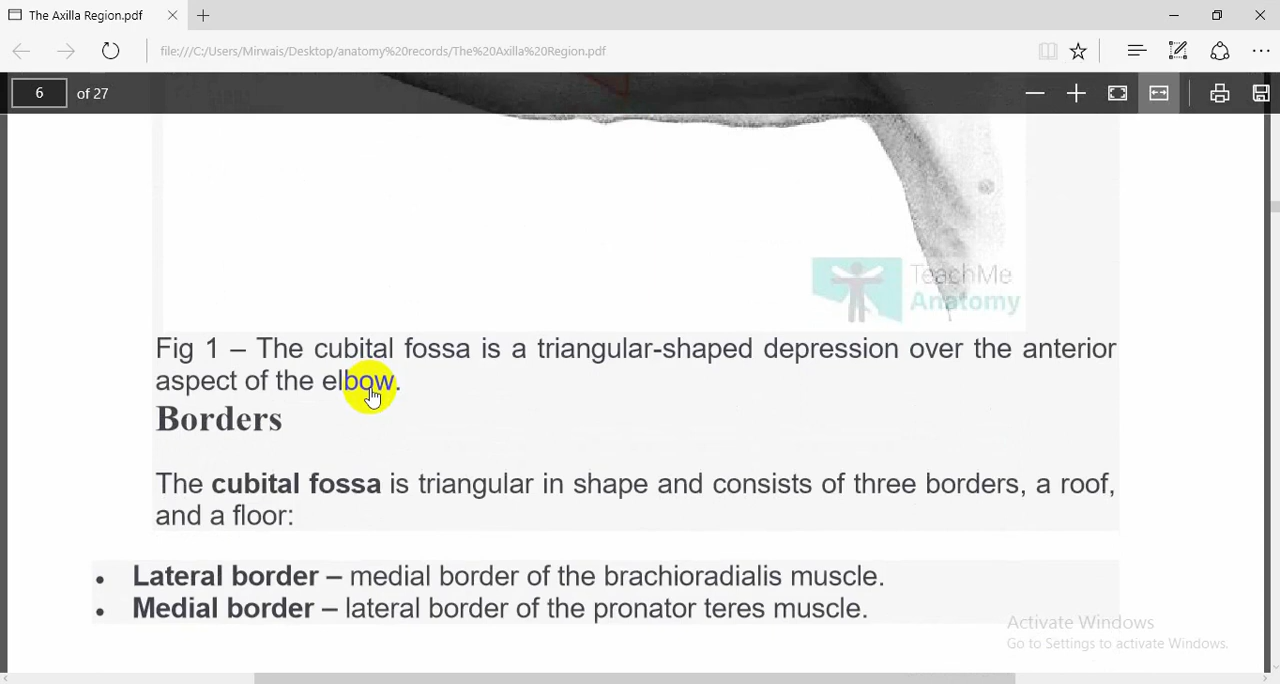 The Axilla Region.pdf
file:///C:/Users/Mirwais/Desktop/anatomy%20records/The%20Axilla%20Region.pdf
6 of 27
TeachMe
Anatomy
Fig 1 – The cubital fossa is a triangular-shaped depression over the anterior
aspect of the elbow.
Borders
The cubital fossa is triangular in shape and consists of three borders, a roof,
and a floor:
• Lateral border – medial border of the brachioradialis muscle.
• Medial border – lateral border of the pronator teres muscle.
Activate Windows
Go to Settings to activate Windows.